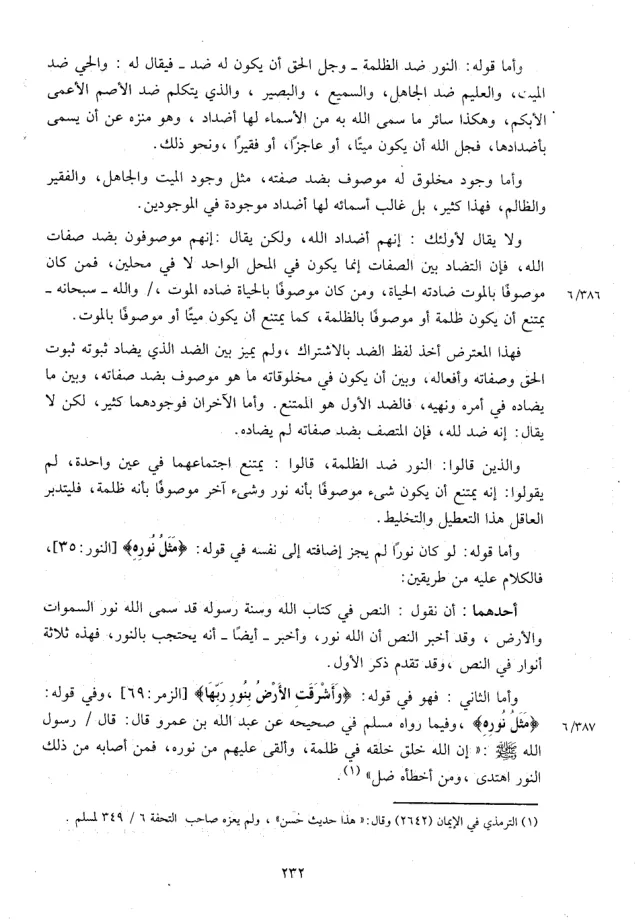 وأما قوله: النور ضد الظلمة ـ وجل الحق أن يكون له ضد ـ فيقال له : والحي ضد
الميت، والعليم ضد الجاهل، والسميع ، والبصير ، والذي يتكلم ضد الأصم الأعمى
الأبكم ، وهكذا سائر ما سمى الله به من الأسماء لها أضداد ، وهو منزه عن أن يسمى
بأضدادها، فجل الله أن يكون ميتًا، أو عاجزًا، أو فقيرًا ،ونحو ذلك.
وأما وجود مخلوق له موصوف بضد صفته، مثل وجود الميت والجاهل، والفقير
والظالم، فهذا كثير، بل غالب أسمائه لها أضداد موجودة في الموجودين.
ولا يقال لأولئك : إنهم أضداد الله، ولكن يقال :إنهم موصوفون بضد صفات
الله، فإن التضاد بين الصفات إنما يكون في المحل الواحد لا في محلين، فمن كان
موصوفًا بالموت ضادته الحياة، ومن كان موصوفًا بالحياة ضاده الموت ،/ والله ـ سبحانه ـ
٦/٣٨٦
يمتنع أن يكون ظلمة أو موصوفًا بالظلمة، كما يمتنع أن يكون ميتًا أو موصوفًا بالموت.
فهذا المعترض أخذ لفظ الضد بالاشتراك ،ولم يميز بين الضد الذي يضاد ثبوته ثبوت
الحق وصفاته وأفعاله، وبين أن يكون في مخلوقاته ما هو موصوف بضد صفاته، وبين ما
يضاده في أمره ونهيه، فالضد الأول هو الممتنع. وأما الآخران فوجودهما كثير، لكن لا
يقال: إنه ضد لله، فإن المتصف بضد صفاته لم يضاده.
والذين قالوا: النور ضد الظلمة، قالوا : يمتنع اجتماعهما في عين واحدة، لم
يقولوا: إنه يمتنع أن يكون شىء موصوفًا بأنه نور وشىء آخر موصوفًا بأنه ظلمة، فليتدبر
العاقل هذا التعطيل والتخليط.
وأما قوله: لو كان نورًا لم يجز إضافته إلى نفسه في قوله: ﴿مَثَلُ نُورِهِ﴾ [النور:٣٥]،
فالكلام عليه من طريقين:
أحدهما : أن نقول : النص في كتاب الله وسنة رسوله قد سمى الله نور السموات
والأرض ، وقد أخبر النص أن الله نور، وأخبر ـ أيضًا ـ أنه يحتجب بالنور، فهذه ثلاثة
أنوار في النص ،وقد تقدم ذكر الأول.
وأما الثاني : فهو في قوله: ﴿وَأَشْرَقَتِ الأَرْضُ بِنُورِ رَبِّهَا﴾ [الزمر:٦٩] ،وفي قوله:
﴿مَثَلُ نُورِهِ﴾ ،وفيما رواه مسلم في صحيحه عن عبد الله بن عمرو قال: قال / رسول
٦/٣٨٧
الله ﷺ :« إن الله خلق خلقه في ظلمة، وألقى عليهم من نوره، فمن أصابه من ذلك
النور اهتدى ،ومن أخطأه ضل» (١).
(١) الترمذي في الإيمان (٢٦٤٢) وقال:« هذا حديث حَسن» ، ولم يعزه صاحب التحفة ٦ / ٣٤٩ لمسلم .
٢٣٢